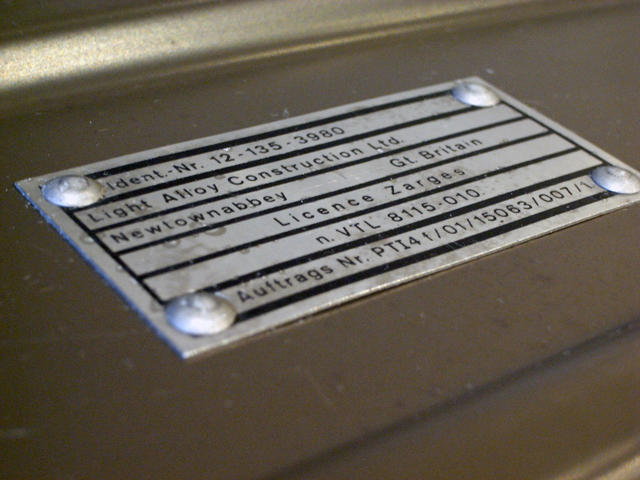 Ident.-Nr. 12-135-3980
Light Alloy Construction Ltd.
Newtownabbey Gt. Britain
Licence Zarges
n. VTL 8115-010
Auftrags Nr. PTI4f/01/15063/007/1